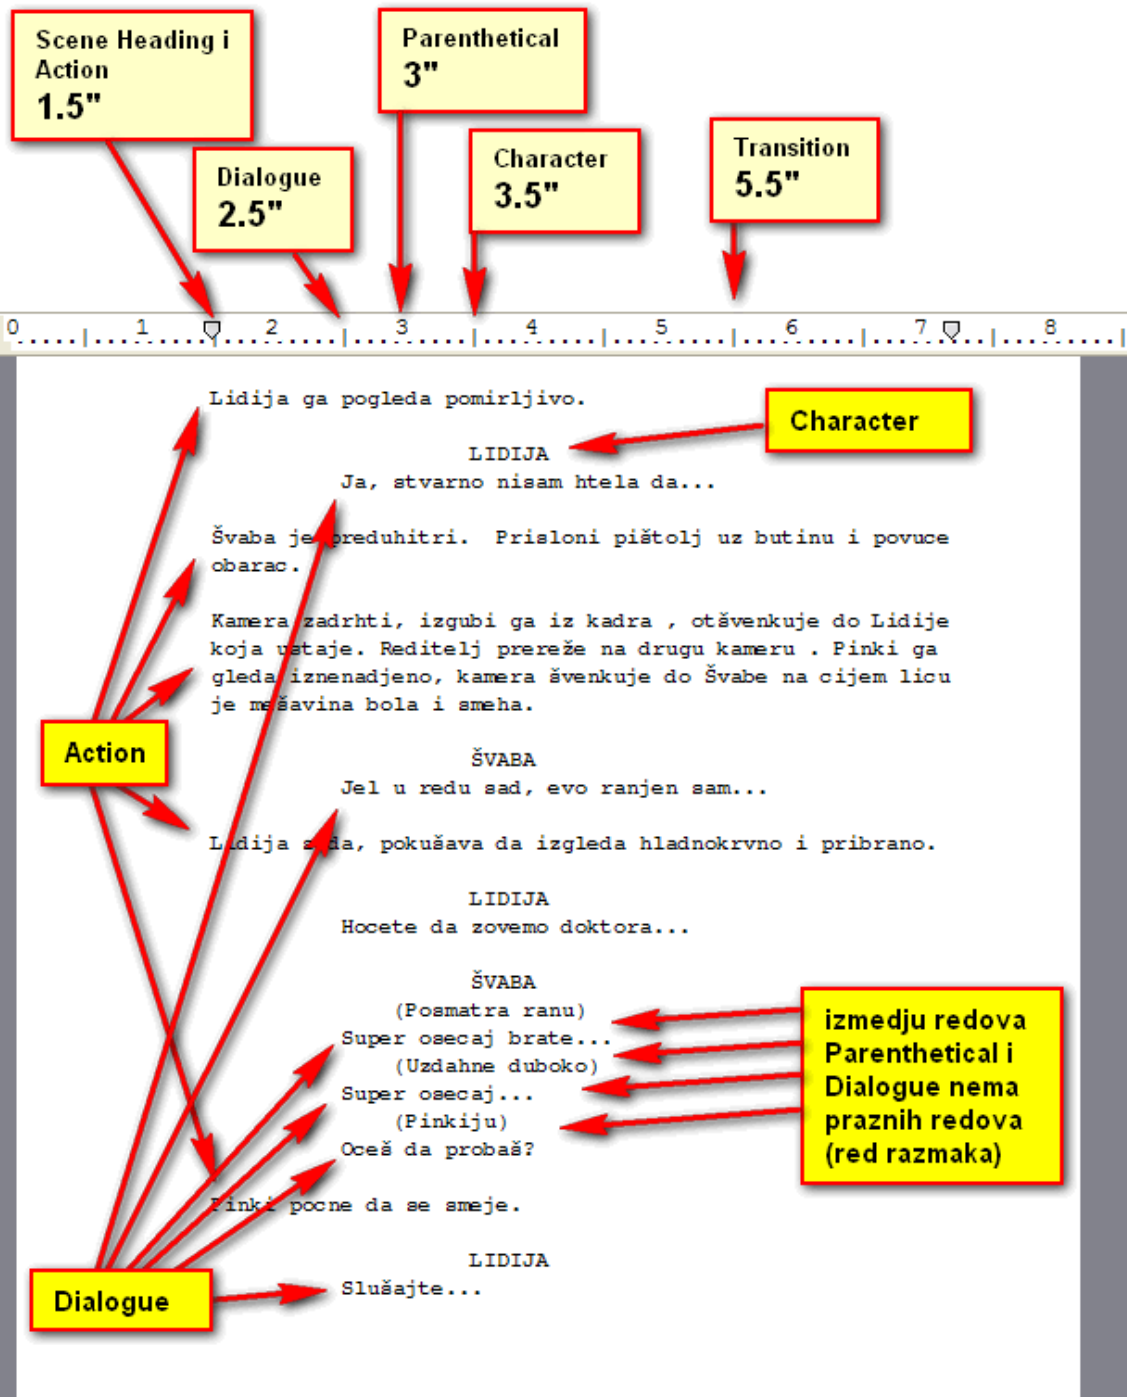 Scene Heading i
Action
1.5"
Parenthetical
3"
Dialogue
2.5"
Character
3.5"
Transition
5.5"
0 1 2 3 4 5 6 7 8
Lidija ga pogleda pomirljivo.
Character
LIDIJA
Ja, stvarno nisam htela da...
Švaba je preduhitri.  Prisloni pištolj uz butinu i povuce
obarac.
Kamera zadrhti, izgubi ga iz kadra , otšvenkuje do Lidije
koja ustaje. Reditelj prereže na drugu kameru . Pinki ga
gleda iznenadjeno, kamera švenkuje do Švabe na cijem licu
je mešavina bola i smeha.
Action
ŠVABA
Jel u redu sad, evo ranjen sam...
Lidija seda, pokušava da izgleda hladnokrvno i pribrano.
LIDIJA
Hocete da zovemo doktora...
ŠVABA
(Posmatra ranu)
Super osecaj brate...
(Uzdahne duboko)
Super osecaj...
(Pinkiju)
Oceš da probaš?
izmedju redova
Parenthetical i
Dialogue nema
praznih redova
(red razmaka)
Pinki pocne da se smeje.
LIDIJA
Slušajte...
Dialogue